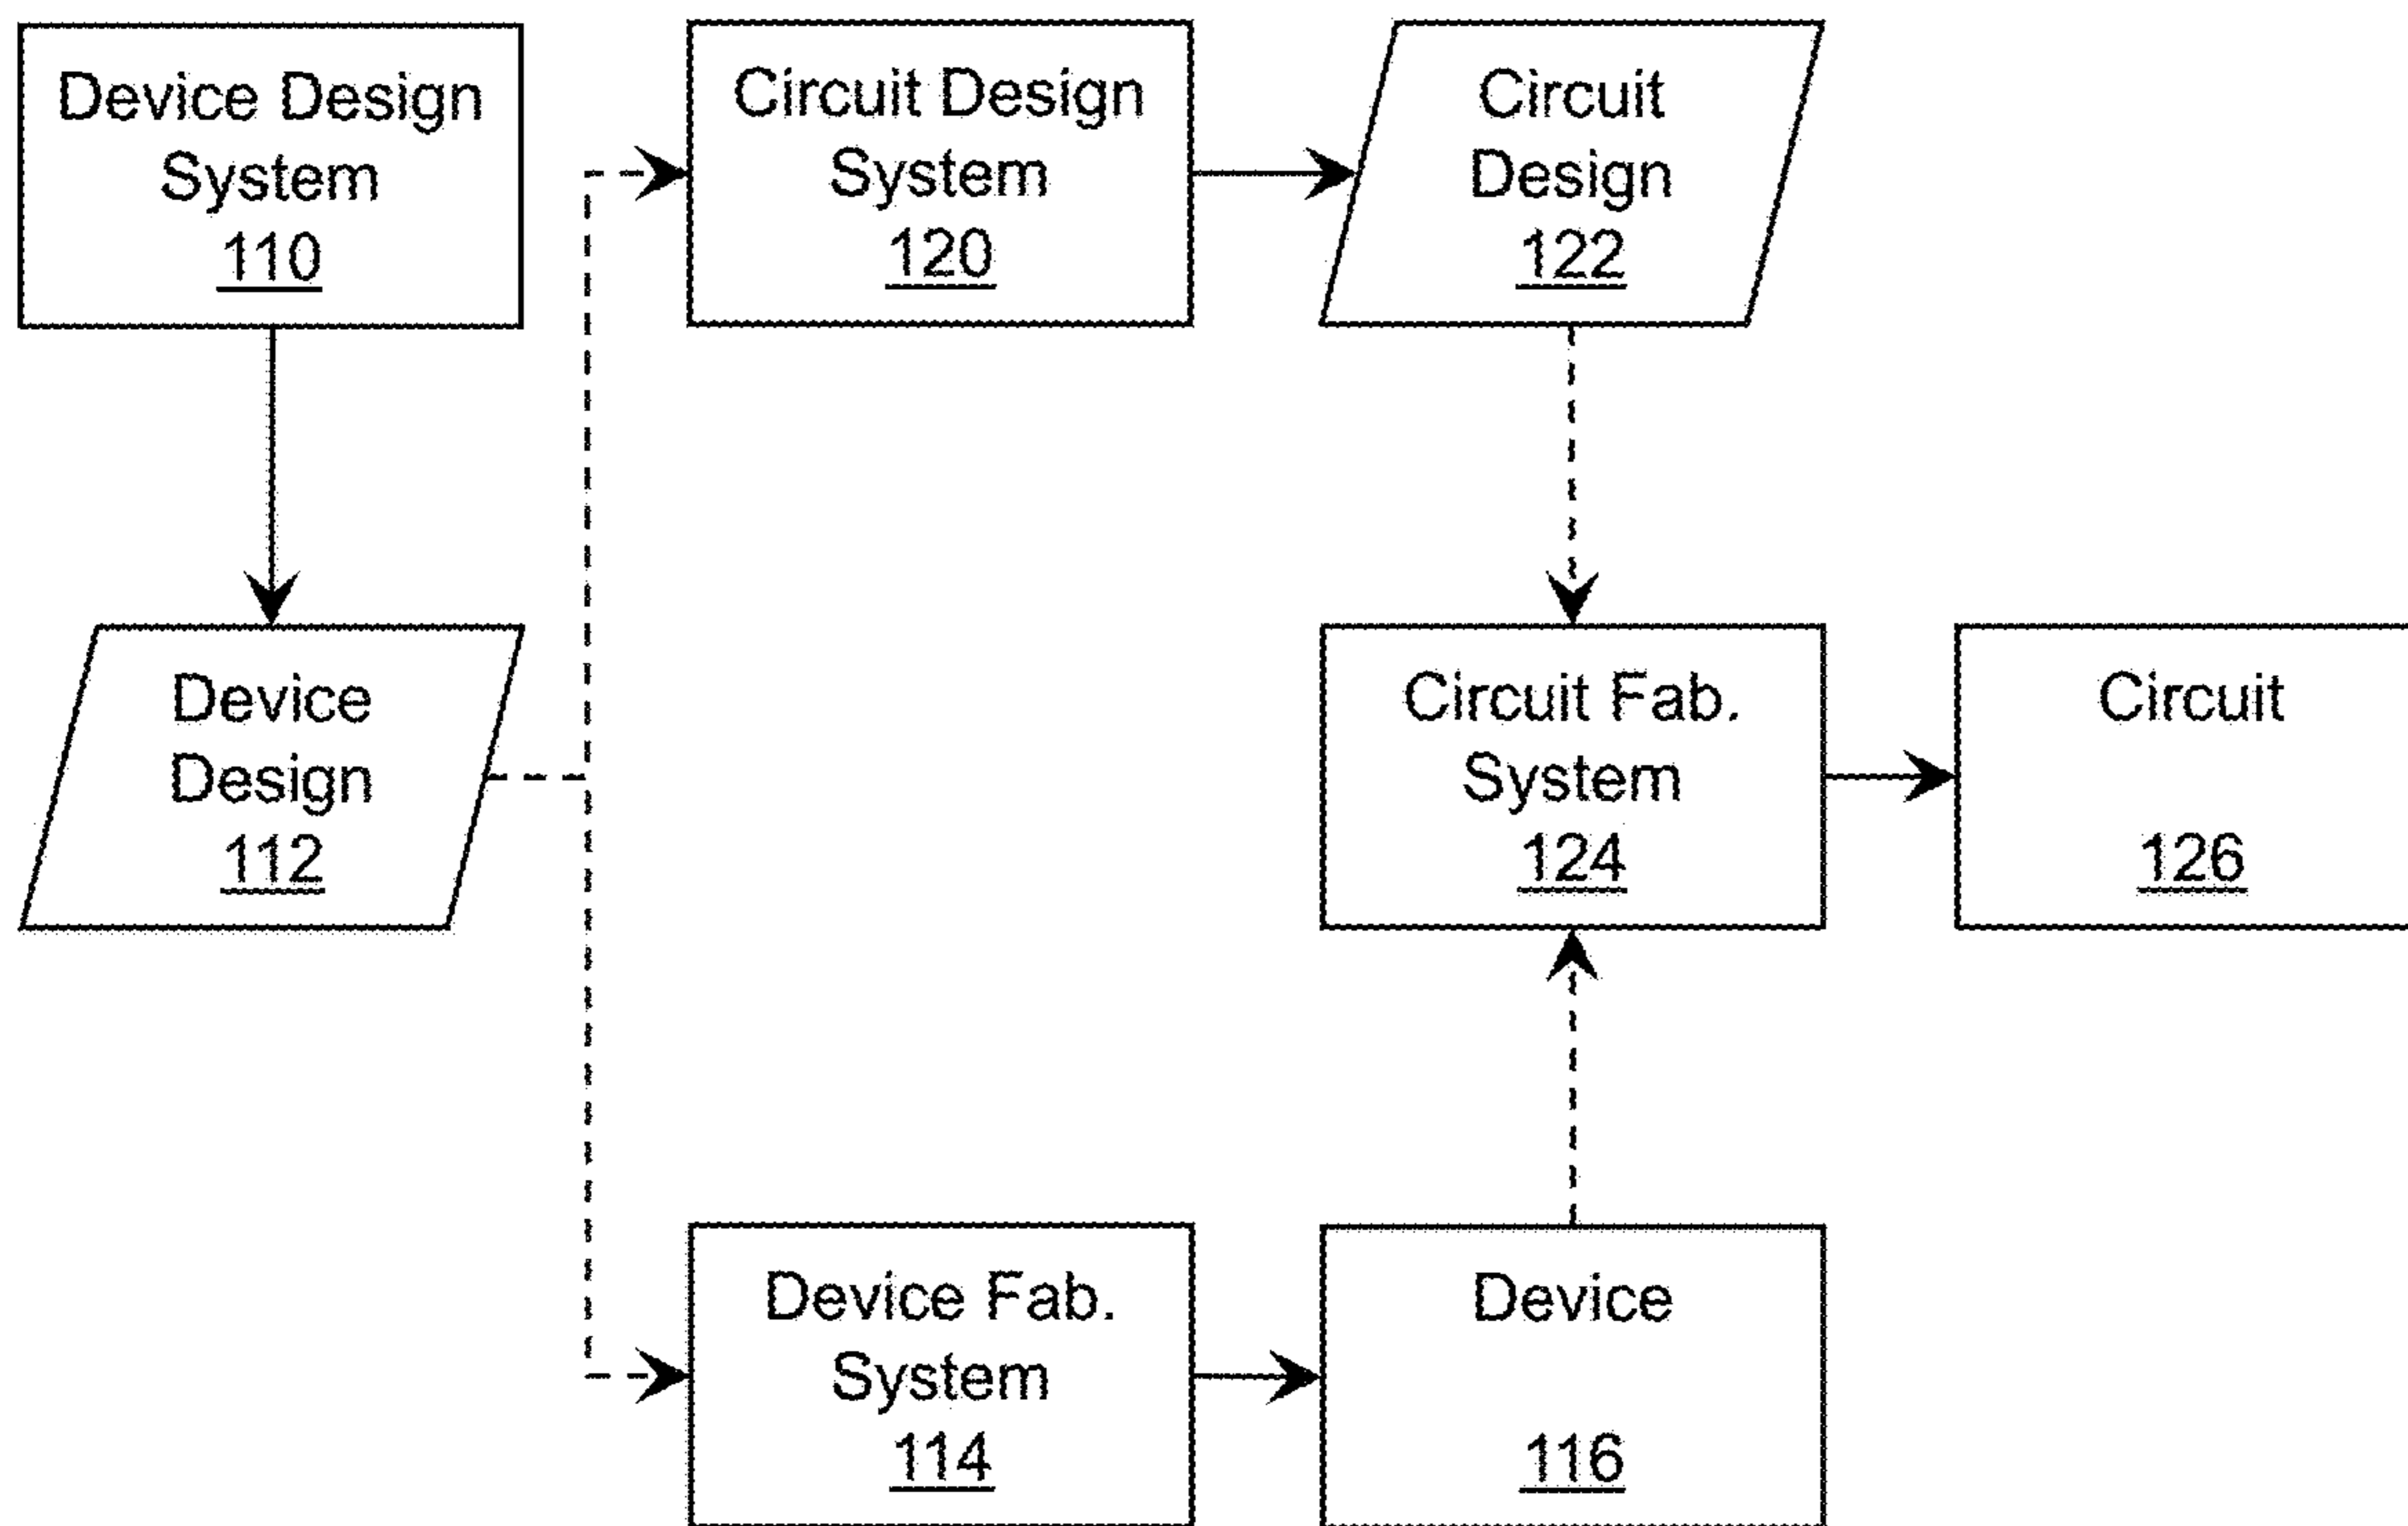 Device Design
System
110
Circuit Design
System
120
Circuit
Design
122
Device
Design
112
Circuit Fab.
System
124
Circuit
126
Device Fab.
System
114
Device
116